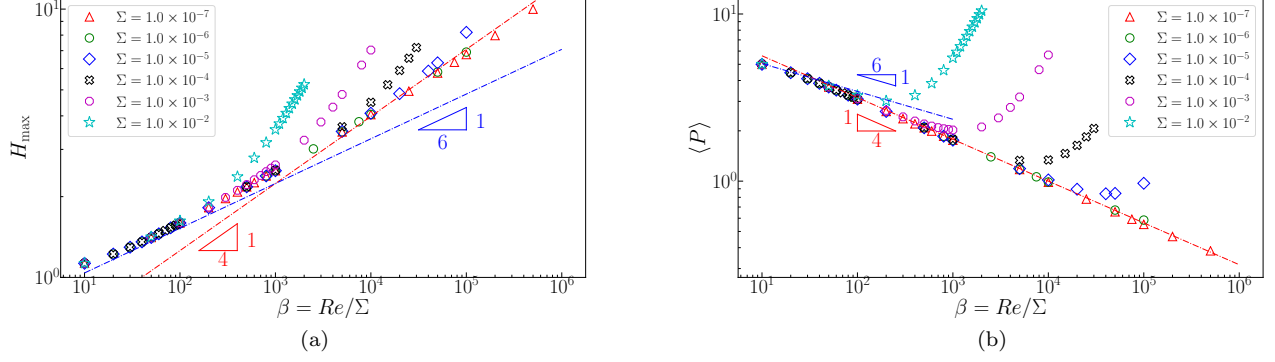 10¹
Σ = 1.0 × 10⁻⁷
Σ = 1.0 × 10⁻⁶
Σ = 1.0 × 10⁻⁵
Σ = 1.0 × 10⁻⁴
Σ = 1.0 × 10⁻³
Σ = 1.0 × 10⁻²
H_max
1
6
1
4
10⁰
10¹ 10² 10³ 10⁴ 10⁵ 10⁶
β = Re/Σ
(a)
10¹
Σ = 1.0 × 10⁻⁷
Σ = 1.0 × 10⁻⁶
Σ = 1.0 × 10⁻⁵
Σ = 1.0 × 10⁻⁴
Σ = 1.0 × 10⁻³
Σ = 1.0 × 10⁻²
⟨P⟩
6
1
1
4
10⁰
10¹ 10² 10³ 10⁴ 10⁵ 10⁶
β = Re/Σ
(b)